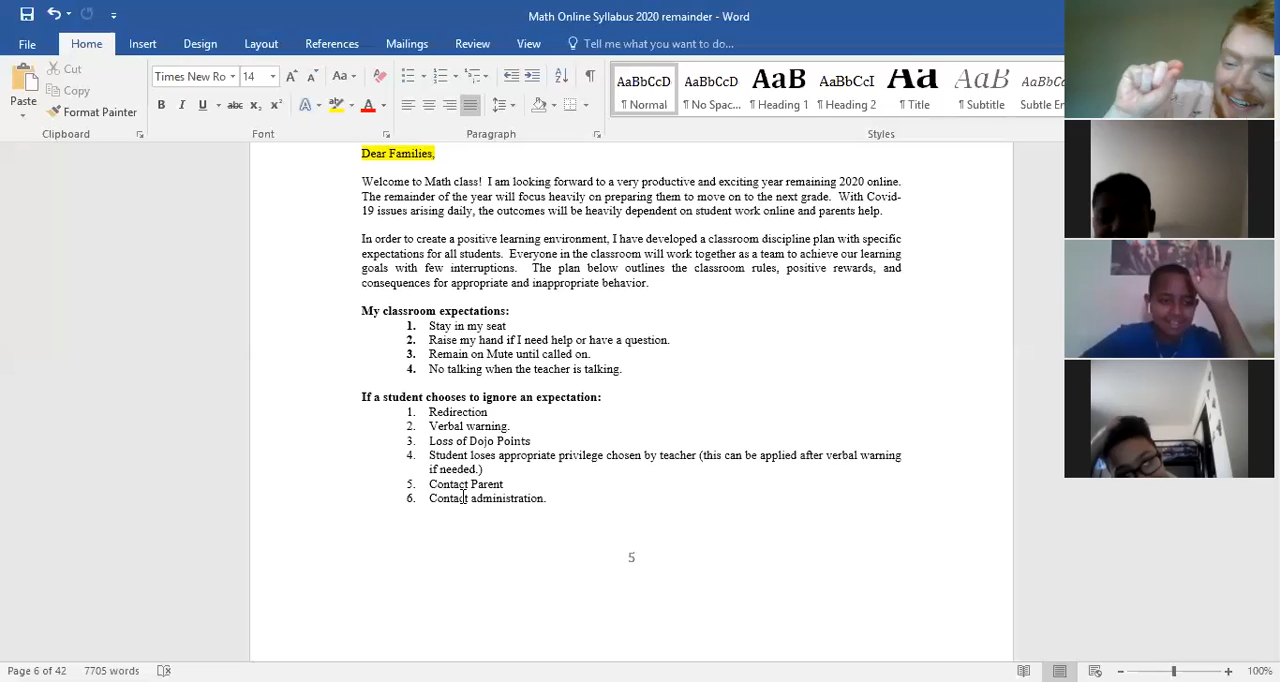 Math Online Syllabus 2020 remainder - Word
File Home Insert Design Layout References Mailings Review View Tell me what you want to do...
Cut
Copy
Format Painter
Paste
Times New Ro 14 Aa
B I U abc x₂ x² A A
AaBbCcD AaBbCcD AaB AaBbCcI Aa AaBbCcD AaBbC
¶ Normal ¶ No Spac... ¶ Heading 1 ¶ Heading 2 ¶ Title ¶ Subtitle Subtle Em
Clipboard Font Paragraph Styles
Dear Families,
Welcome to Math class! I am looking forward to a very productive and exciting year remaining 2020 online.
The remainder of the year will focus heavily on preparing them to move on to the next grade. With Covid-
19 issues arising daily, the outcomes will be heavily dependent on student work online and parents help.
In order to create a positive learning environment, I have developed a classroom discipline plan with specific
expectations for all students. Everyone in the classroom will work together as a team to achieve our learning
goals with few interruptions. The plan below outlines the classroom rules, positive rewards, and
consequences for appropriate and inappropriate behavior.
My classroom expectations:
1. Stay in my seat
2. Raise my hand if I need help or have a question.
3. Remain on Mute until called on.
4. No talking when the teacher is talking.
If a student chooses to ignore an expectation:
1. Redirection
2. Verbal warning.
3. Loss of Dojo Points
4. Student loses appropriate privilege chosen by teacher (this can be applied after verbal warning
if needed.)
5. Contact Parent
6. Contact administration.
5
Page 6 of 42 7705 words 100%